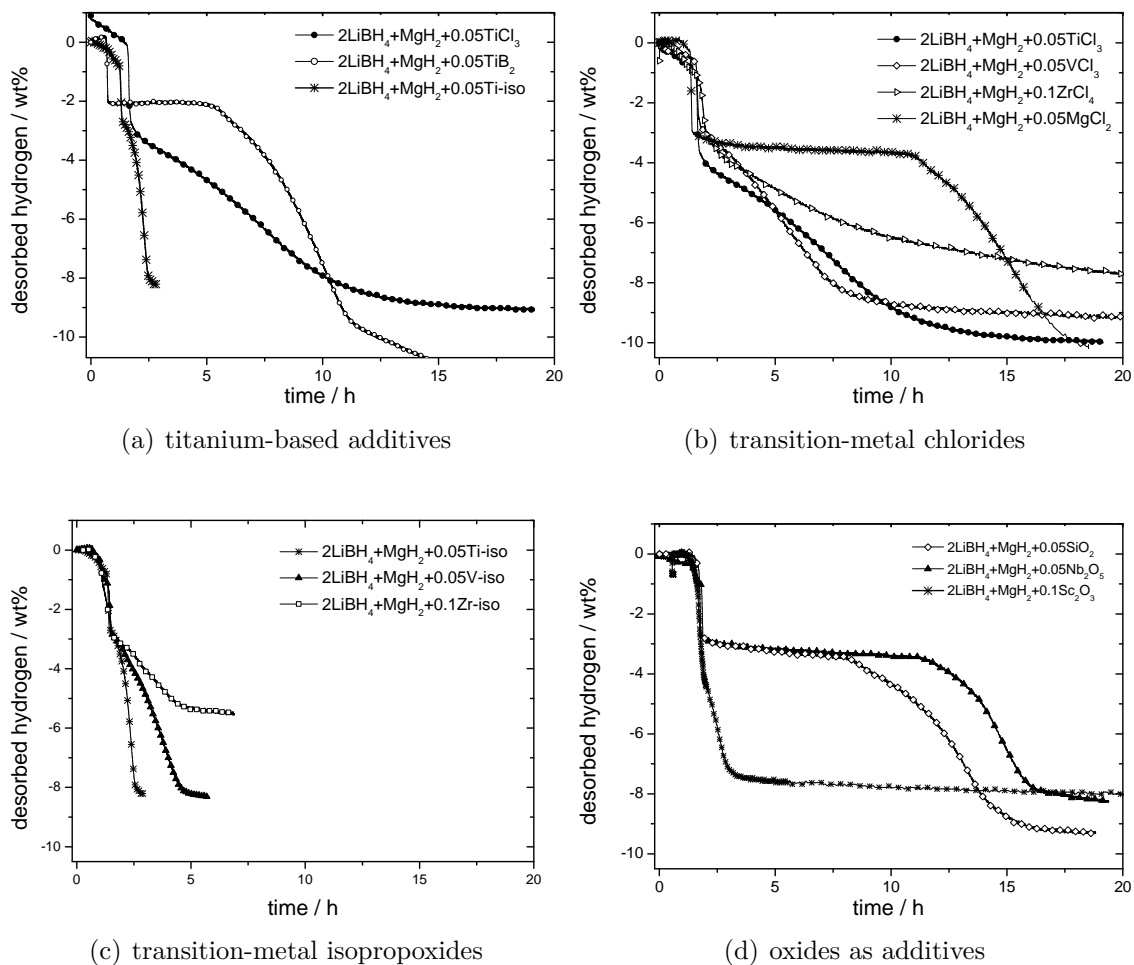 0
-2
-4
-6
-8
-10
0
5
10
15
20
desorbed hydrogen / wt%
time / h
2LiBH₄+MgH₂+0.05TiCl₃
2LiBH₄+MgH₂+0.05TiB₂
2LiBH₄+MgH₂+0.05Ti-iso
(a) titanium-based additives
0
-2
-4
-6
-8
-10
0
5
10
15
20
desorbed hydrogen / wt%
time / h
2LiBH₄+MgH₂+0.05TiCl₃
2LiBH₄+MgH₂+0.05VCl₃
2LiBH₄+MgH₂+0.1ZrCl₄
2LiBH₄+MgH₂+0.05MgCl₂
(b) transition-metal chlorides
0
-2
-4
-6
-8
-10
0
5
10
15
20
desorbed hydrogen / wt%
time / h
2LiBH₄+MgH₂+0.05Ti-iso
2LiBH₄+MgH₂+0.05V-iso
2LiBH₄+MgH₂+0.1Zr-iso
(c) transition-metal isopropoxides
0
-2
-4
-6
-8
-10
0
5
10
15
20
desorbed hydrogen / wt%
time / h
2LiBH₄+MgH₂+0.05SiO₂
2LiBH₄+MgH₂+0.05Nb₂O₅
2LiBH₄+MgH₂+0.1Sc₂O₃
(d) oxides as additives